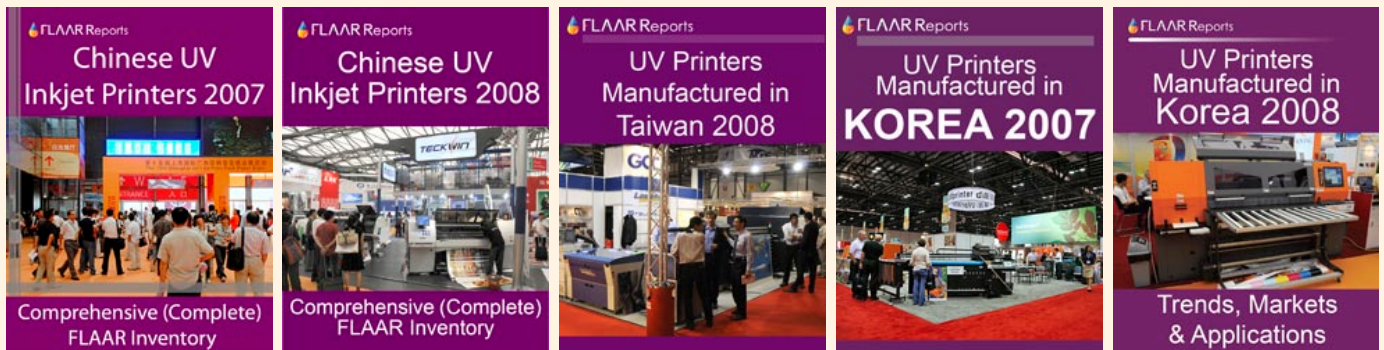 FLAAR Reports
Chinese UV
Inkjet Printers 2007
ENTRANCE
Comprehensive (Complete)
FLAAR Inventory
FLAAR Reports
Chinese UV
Inkjet Printers 2008
TECKWIN
Comprehensive (Complete)
FLAAR Inventory
FLAAR Reports
UV Printers
Manufactured in
Taiwan 2008
FLAAR Reports
UV Printers
Manufactured in
KOREA 2007
FLAAR Reports
UV Printers
Manufactured in
Korea 2008
Trends, Markets
& Applications